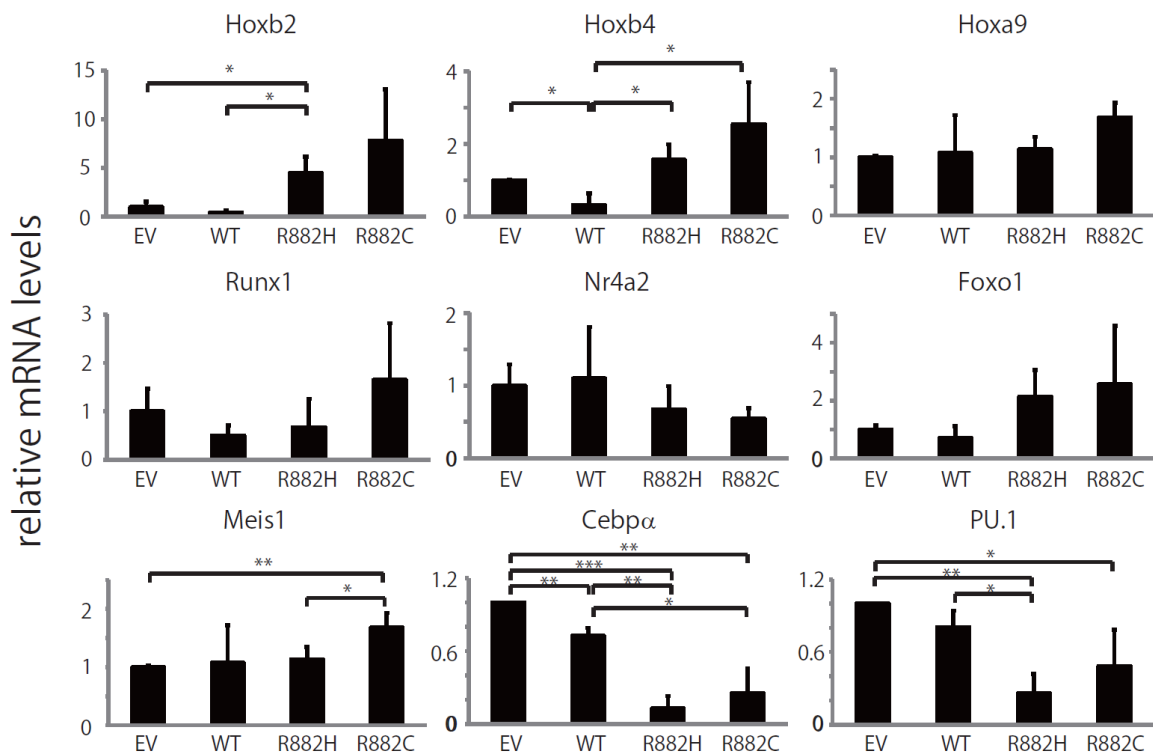 relative mRNA levels
Hoxb2
15
10
5
0
*
*
EV WT R882H R882C
Hoxb4
4
2
0
*
*
*
EV WT R882H R882C
Hoxa9
2
1
0
EV WT R882H R882C
Runx1
3
2
1
0
EV WT R882H R882C
Nr4a2
2
1
0
EV WT R882H R882C
Foxo1
4
2
0
EV WT R882H R882C
Meis1
2
1
0
**
*
EV WT R882H R882C
Cebpα
1.2
0.6
0
**
***
** **
*
EV WT R882H R882C
PU.1
1.2
0.6
0
*
**
*
EV WT R882H R882C